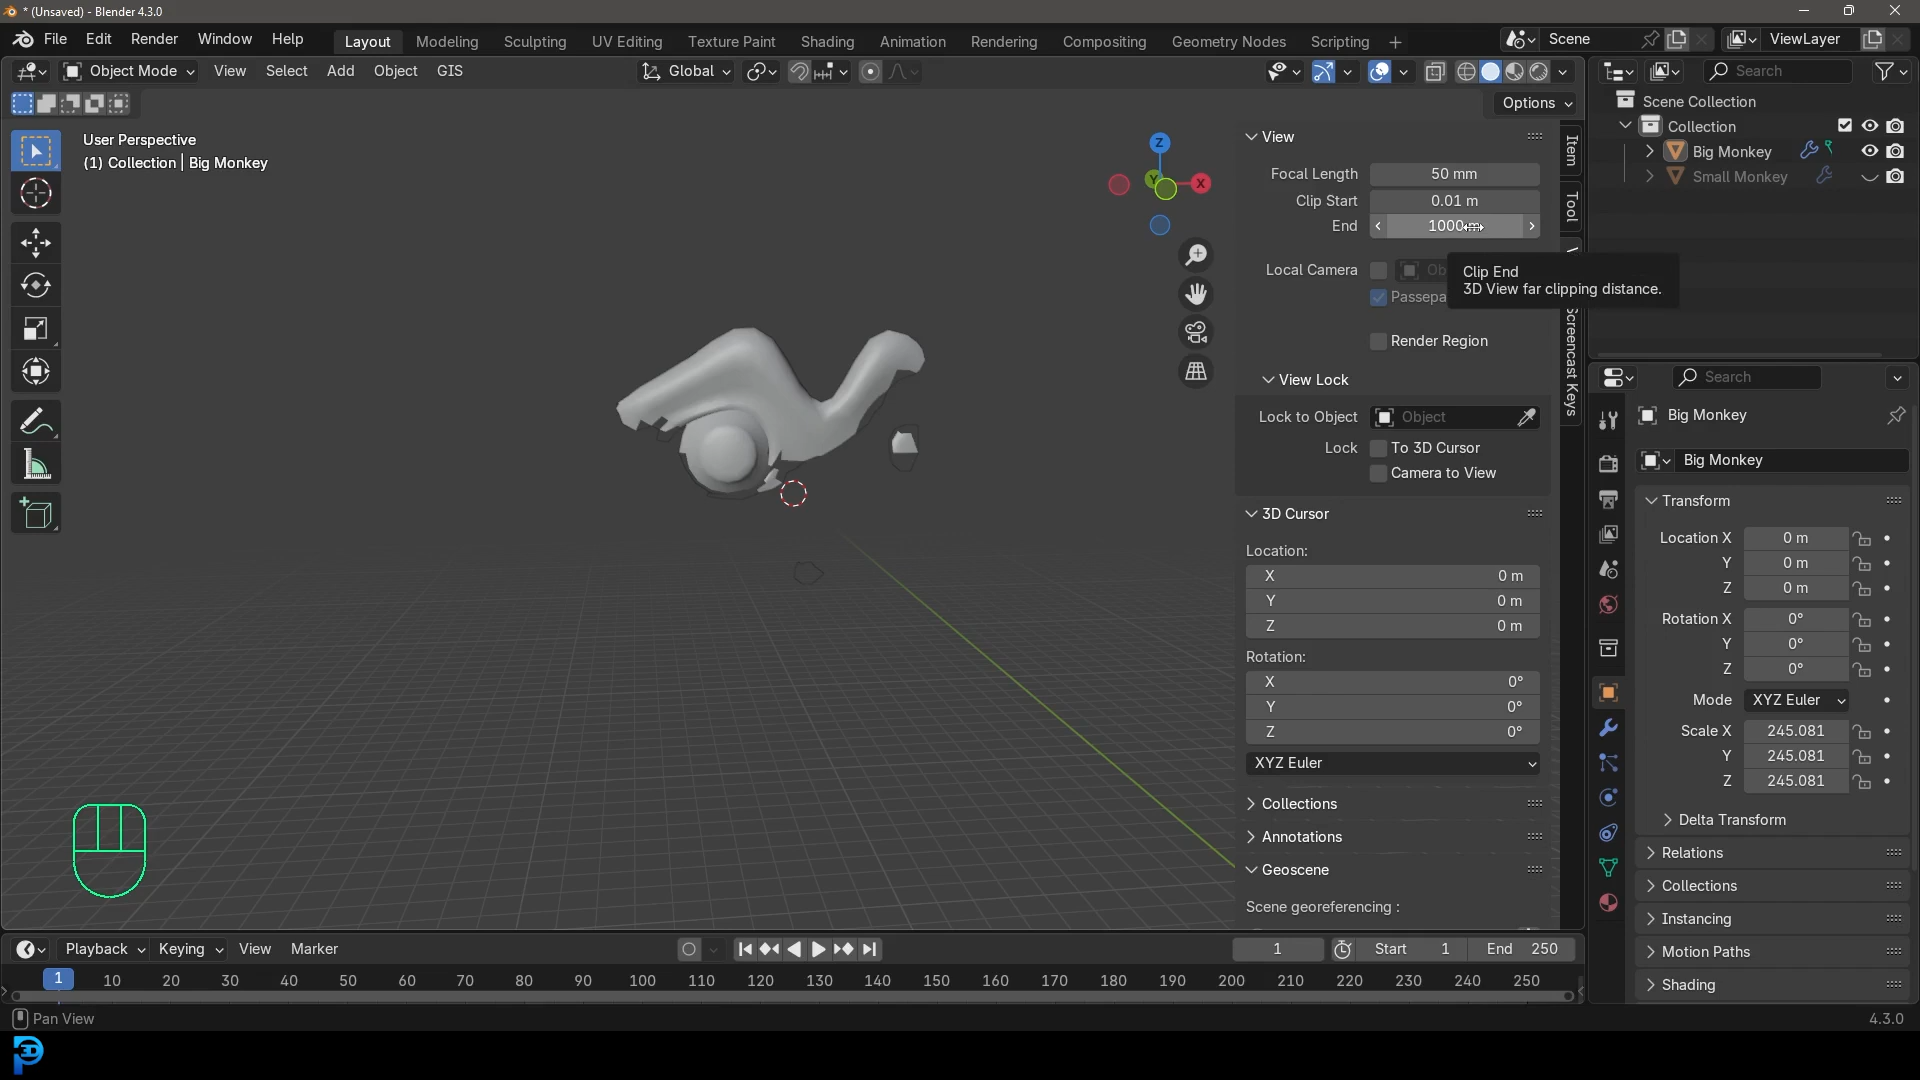 * (Unsaved) - Blender 4.3.0
File Edit Render Window Help Layout Modeling Sculpting UV Editing Texture Paint Shading Animation Rendering Compositing Geometry Nodes Scripting + Scene ViewLayer
Object Mode View Select Add Object GIS Global Search
Options
User Perspective
(1) Collection | Big Monkey
Z
Y
X
View
Focal Length 50 mm
Clip Start 0.01 m
End 1000 m
Local Camera
Clip End
3D View far clipping distance.
Render Region
View Lock
Lock to Object Object
Lock To 3D Cursor
Camera to View
3D Cursor
Location:
X 0 m
Y 0 m
Z 0 m
Rotation:
X 0°
Y 0°
Z 0°
XYZ Euler
Collections
Annotations
Geoscene
Scene georeferencing :
Item
Tool
Screencast Keys
Scene Collection
Collection
Big Monkey
Small Monkey
Search
Big Monkey
Big Monkey
Transform
Location X 0 m
Y 0 m
Z 0 m
Rotation X 0°
Y 0°
Z 0°
Mode XYZ Euler
Scale X 245.081
Y 245.081
Z 245.081
Delta Transform
Relations
Collections
Instancing
Motion Paths
Shading
Playback Keying View Marker 1 Start 1 End 250
1 10 20 30 40 50 60 70 80 90 100 110 120 130 140 150 160 170 180 190 200 210 220 230 240 250
Pan View 4.3.0